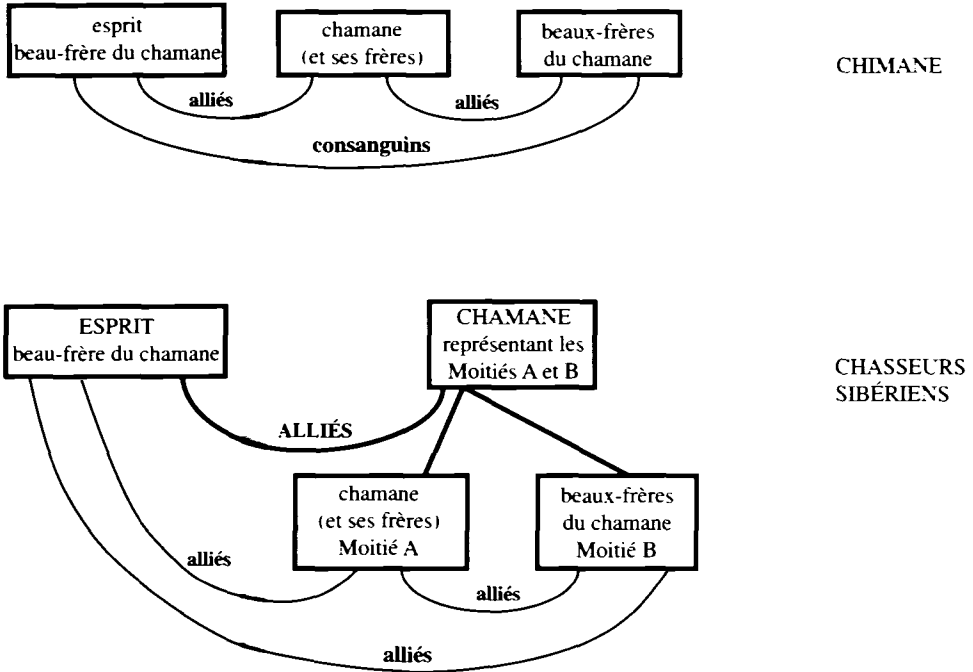 esprit
beau-frère du chamane
chamane
(et ses frères)
beaux-frères
du chamane
CHIMANE
alliés
alliés
consanguins
ESPRIT
beau-frère du chamane
CHAMANE
représentant les
Moitiés A et B
CHASSEURS
SIBÉRIENS
ALLIÉS
chamane
(et ses frères)
Moitié A
beaux-frères
du chamane
Moitié B
alliés
alliés
alliés